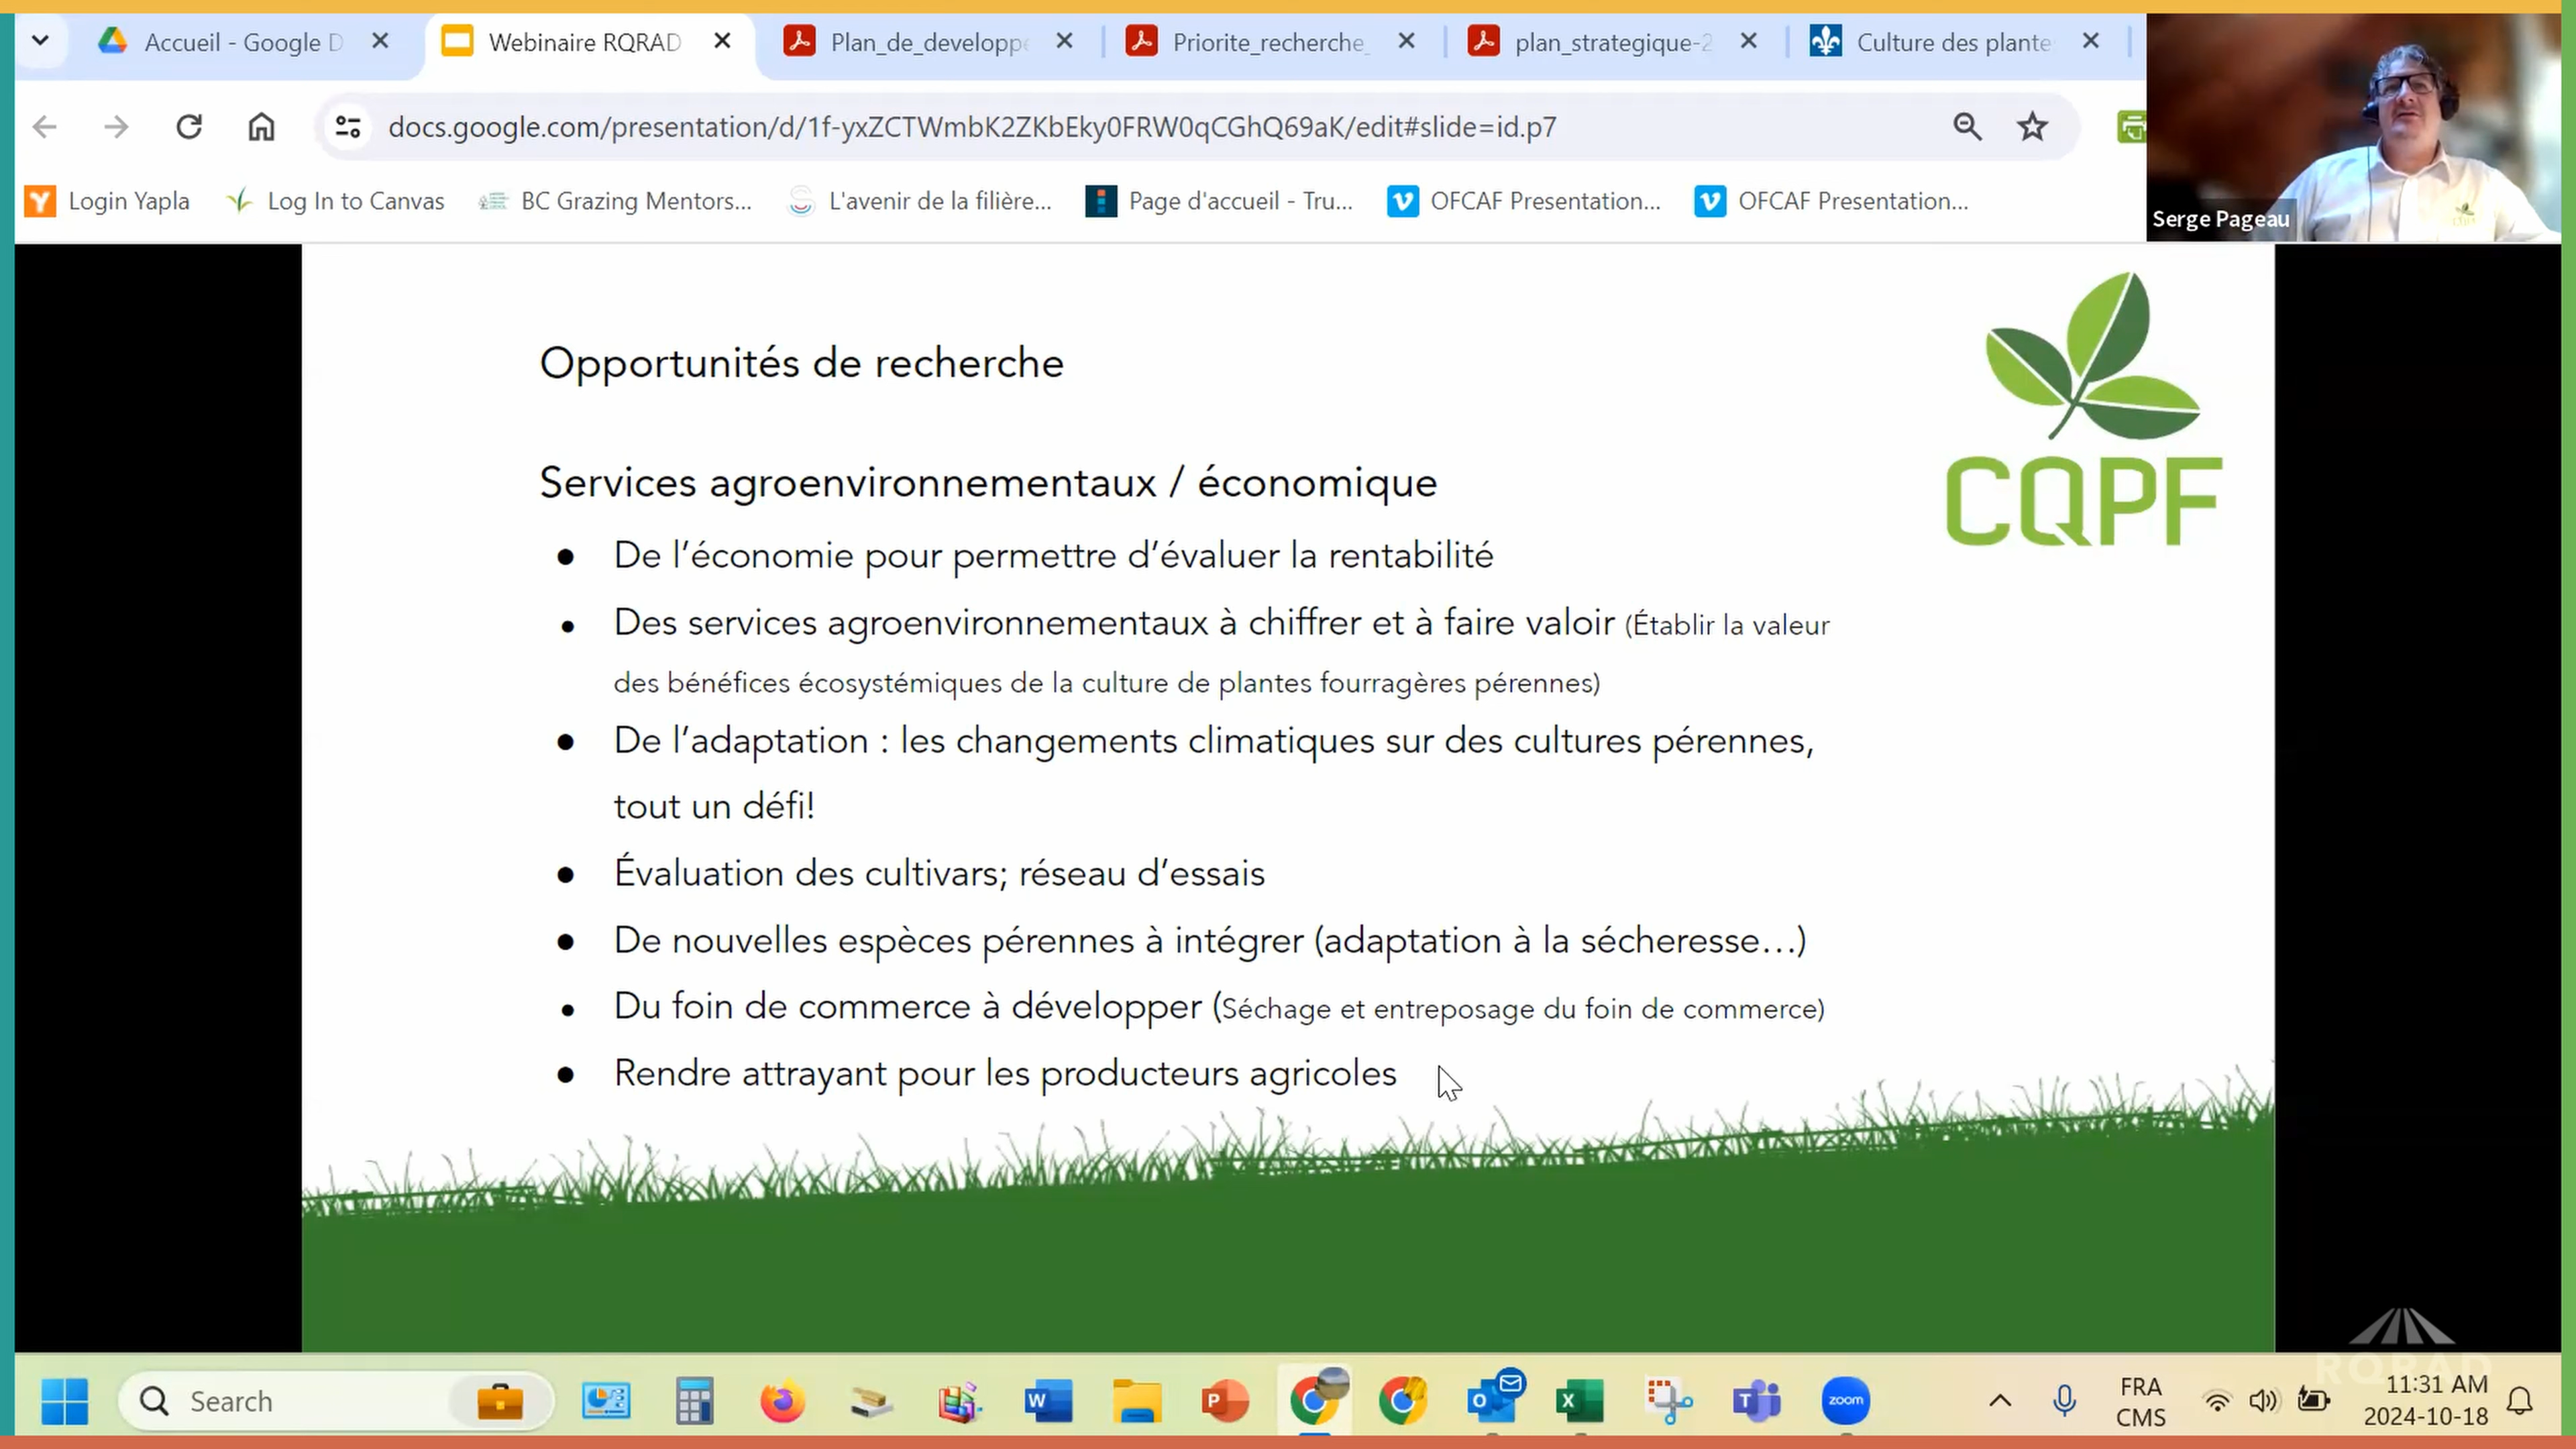 Accueil - Google D
Webinaire RQRAD
Plan_de_developpe
Priorite_recherche_
plan_strategique-2
Culture des plante
docs.google.com/presentation/d/1f-yxZCTWmbK2ZKbEky0FRW0qCGhQ69aK/edit#slide=id.p7
Login Yapla
Log In to Canvas
BC Grazing Mentors...
L'avenir de la filière...
Page d'accueil - Tru...
OFCAF Presentation...
OFCAF Presentation...
Serge Pageau
Opportunités de recherche
CQPF
Services agroenvironnementaux / économique
● De l’économie pour permettre d’évaluer la rentabilité
● Des services agroenvironnementaux à chiffrer et à faire valoir (Établir la valeur
des bénéfices écosystémiques de la culture de plantes fourragères pérennes)
● De l’adaptation : les changements climatiques sur des cultures pérennes,
tout un défi!
● Évaluation des cultivars; réseau d’essais
● De nouvelles espèces pérennes à intégrer (adaptation à la sécheresse…)
● Du foin de commerce à développer (Séchage et entreposage du foin de commerce)
● Rendre attrayant pour les producteurs agricoles
RQRAD
Search
zoom
FRA
CMS
11:31 AM
2024-10-18